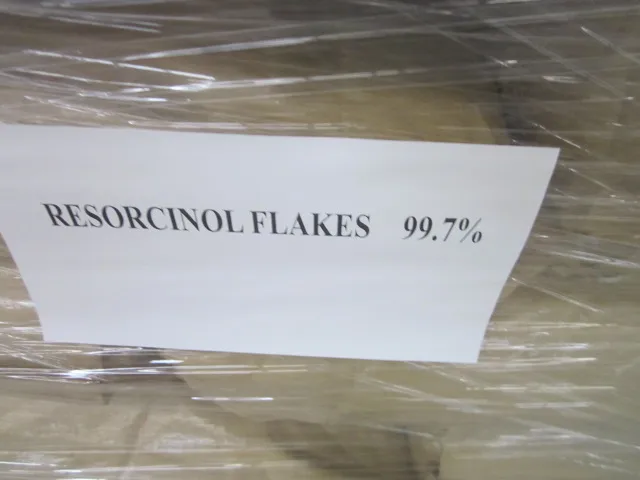 RESORCINOL FLAKES 99.7%